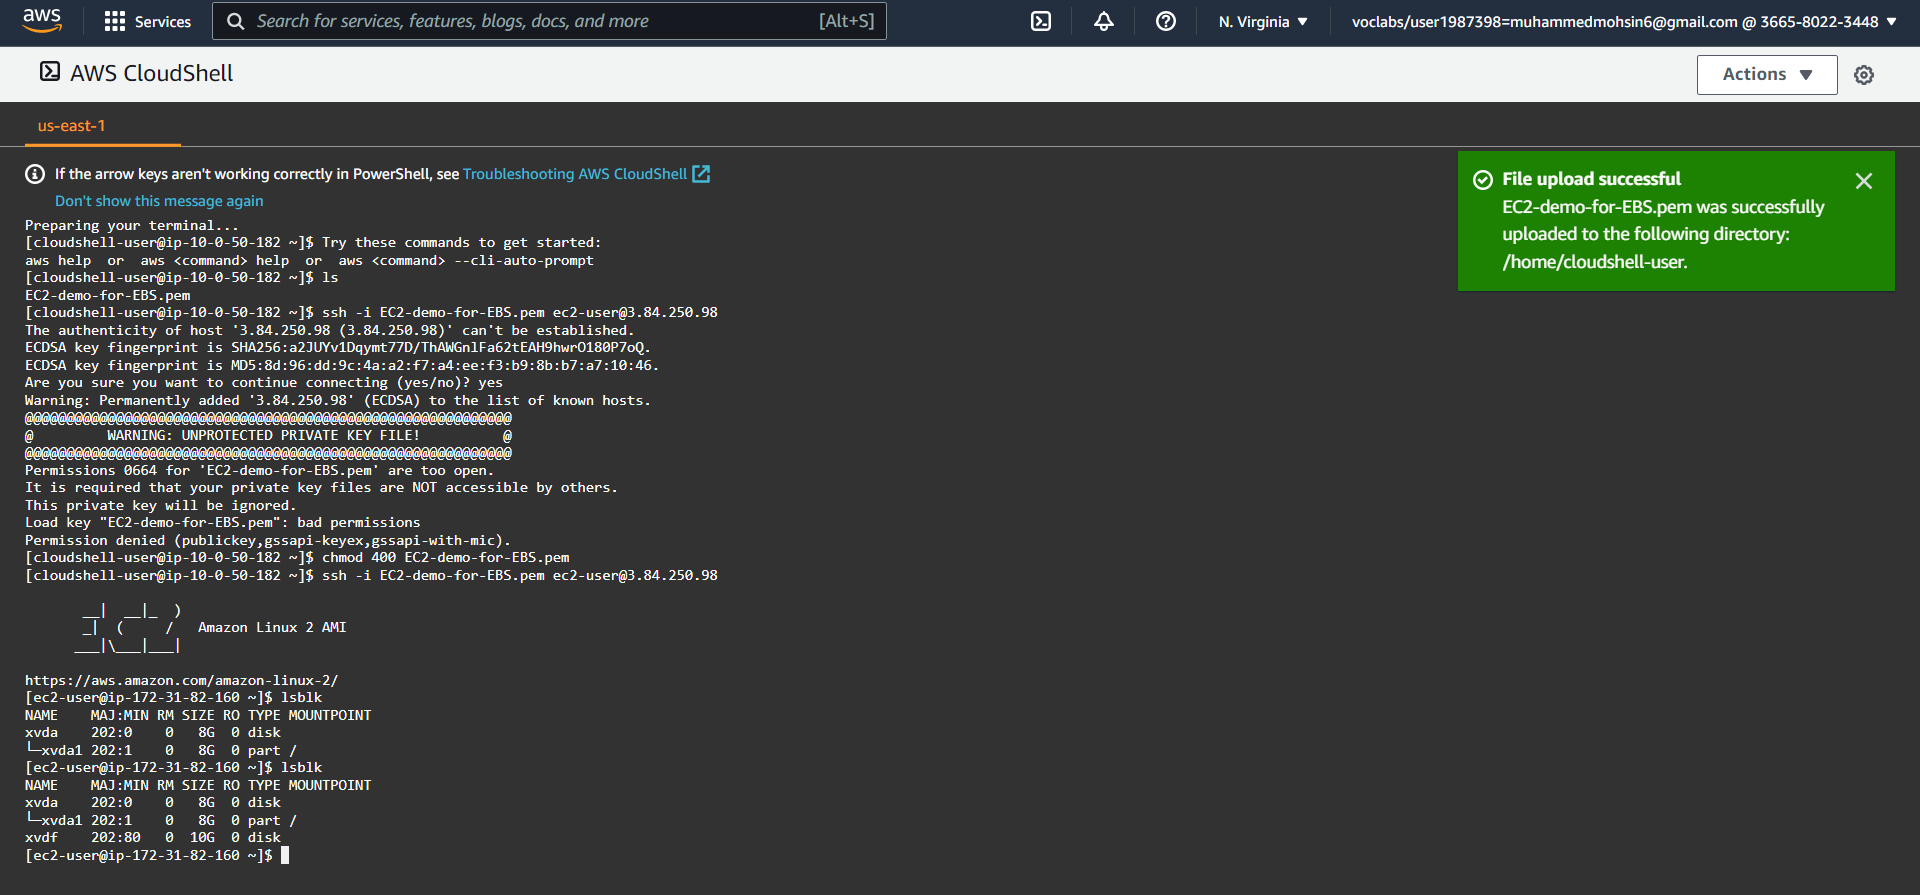 aws
Services
Search for services, features, blogs, docs, and more [Alt+S]
N. Virginia ▼
voclabs/user1987398=muhammedmohsin6@gmail.com @ 3665-8022-3448 ▼
AWS CloudShell
Actions ▼
us-east-1
If the arrow keys aren't working correctly in PowerShell, see Troubleshooting AWS CloudShell
Don't show this message again
File upload successful
EC2-demo-for-EBS.pem was successfully
uploaded to the following directory:
/home/cloudshell-user.
Preparing your terminal...
[cloudshell-user@ip-10-0-50-182 ~]$ Try these commands to get started:
aws help  or  aws <command> help  or  aws <command> --cli-auto-prompt
[cloudshell-user@ip-10-0-50-182 ~]$ ls
EC2-demo-for-EBS.pem
[cloudshell-user@ip-10-0-50-182 ~]$ ssh -i EC2-demo-for-EBS.pem ec2-user@3.84.250.98
The authenticity of host '3.84.250.98 (3.84.250.98)' can't be established.
ECDSA key fingerprint is SHA256:a2JUYv1Dqymt77D/ThAWGnlFa62tEAH9hwrO180P7oQ.
ECDSA key fingerprint is MD5:8d:96:dd:9c:4a:a2:f7:a4:ee:f3:b9:8b:b7:a7:10:46.
Are you sure you want to continue connecting (yes/no)? yes
Warning: Permanently added '3.84.250.98' (ECDSA) to the list of known hosts.
@@@@@@@@@@@@@@@@@@@@@@@@@@@@@@@@@@@@@@@@@@@@@@@@@@@@@@@@@@@
@         WARNING: UNPROTECTED PRIVATE KEY FILE!          @
@@@@@@@@@@@@@@@@@@@@@@@@@@@@@@@@@@@@@@@@@@@@@@@@@@@@@@@@@@@
Permissions 0664 for 'EC2-demo-for-EBS.pem' are too open.
It is required that your private key files are NOT accessible by others.
This private key will be ignored.
Load key "EC2-demo-for-EBS.pem": bad permissions
Permission denied (publickey,gssapi-keyex,gssapi-with-mic).
[cloudshell-user@ip-10-0-50-182 ~]$ chmod 400 EC2-demo-for-EBS.pem
[cloudshell-user@ip-10-0-50-182 ~]$ ssh -i EC2-demo-for-EBS.pem ec2-user@3.84.250.98
       __|  __|_  )
       _|  (     /   Amazon Linux 2 AMI
      ___|\___|___|
https://aws.amazon.com/amazon-linux-2/
[ec2-user@ip-172-31-82-160 ~]$ lsblk
NAME    MAJ:MIN RM SIZE RO TYPE MOUNTPOINT
xvda    202:0    0   8G  0 disk
└─xvda1 202:1    0   8G  0 part /
[ec2-user@ip-172-31-82-160 ~]$ lsblk
NAME    MAJ:MIN RM SIZE RO TYPE MOUNTPOINT
xvda    202:0    0   8G  0 disk
└─xvda1 202:1    0   8G  0 part /
xvdf    202:80   0  10G  0 disk
[ec2-user@ip-172-31-82-160 ~]$